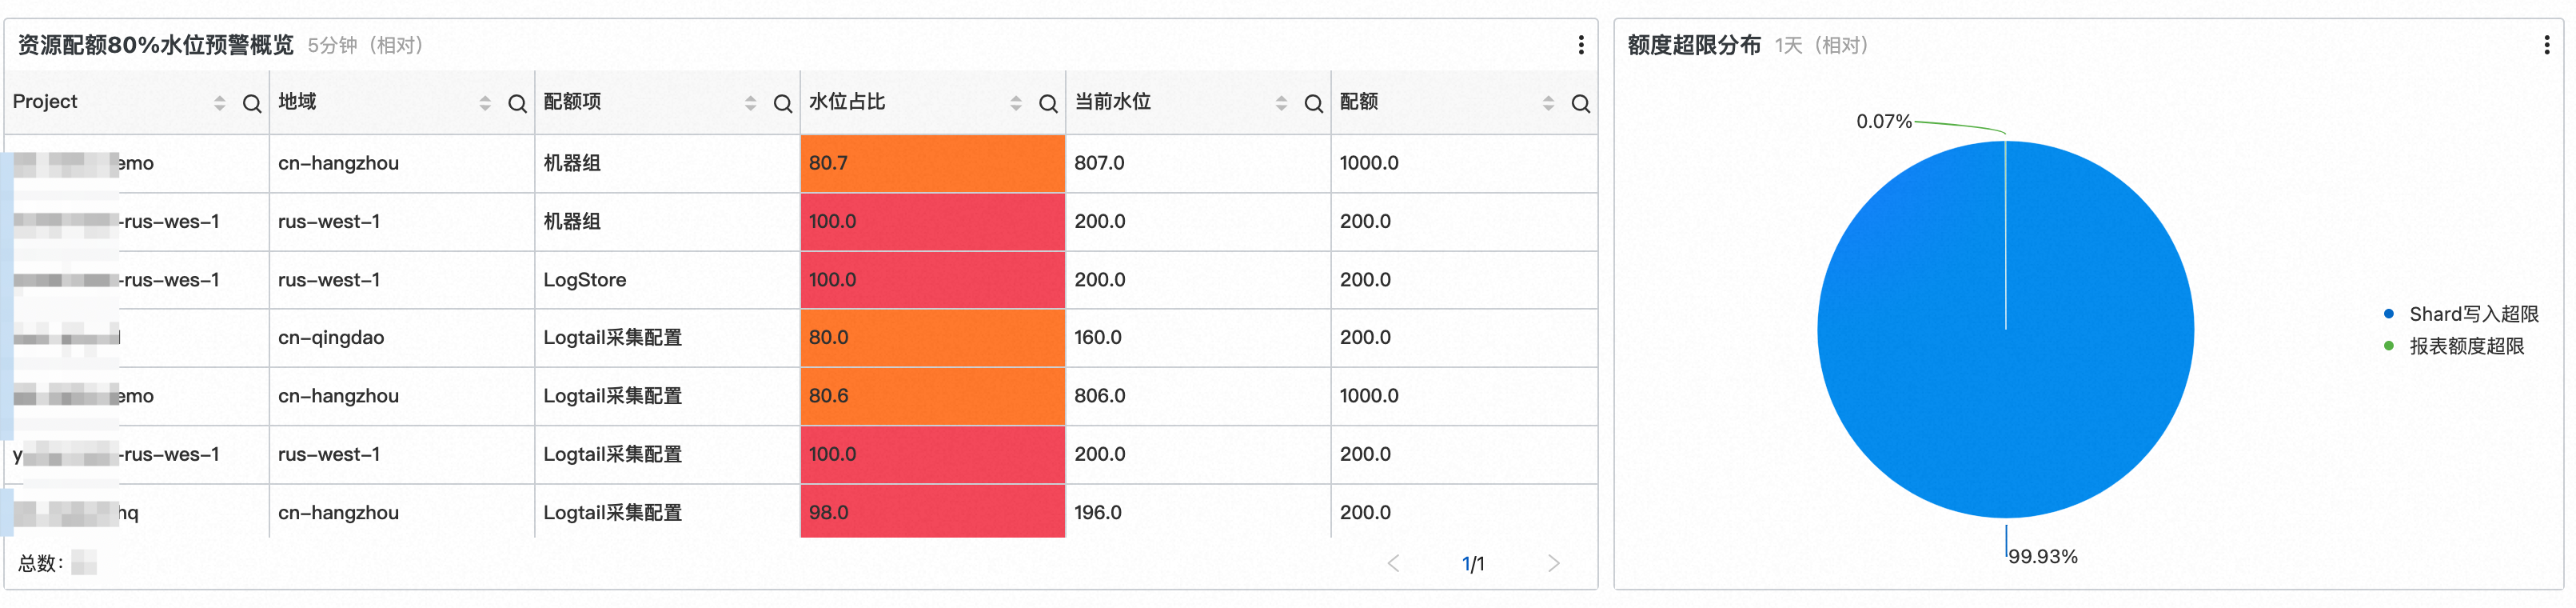 资源配额80%水位预警概览 5分钟（相对）
Project 地域 配额项 水位占比 当前水位 配额
emo cn-hangzhou 机器组 80.7 807.0 1000.0
-rus-wes-1 rus-west-1 机器组 100.0 200.0 200.0
-rus-wes-1 rus-west-1 LogStore 100.0 200.0 200.0
cn-qingdao Logtail采集配置 80.0 160.0 200.0
emo cn-hangzhou Logtail采集配置 80.6 806.0 1000.0
y -rus-wes-1 rus-west-1 Logtail采集配置 100.0 200.0 200.0
hq cn-hangzhou Logtail采集配置 98.0 196.0 200.0
总数: 1/1
额度超限分布 1天（相对）
0.07%
Shard写入超限
报表额度超限
99.93%